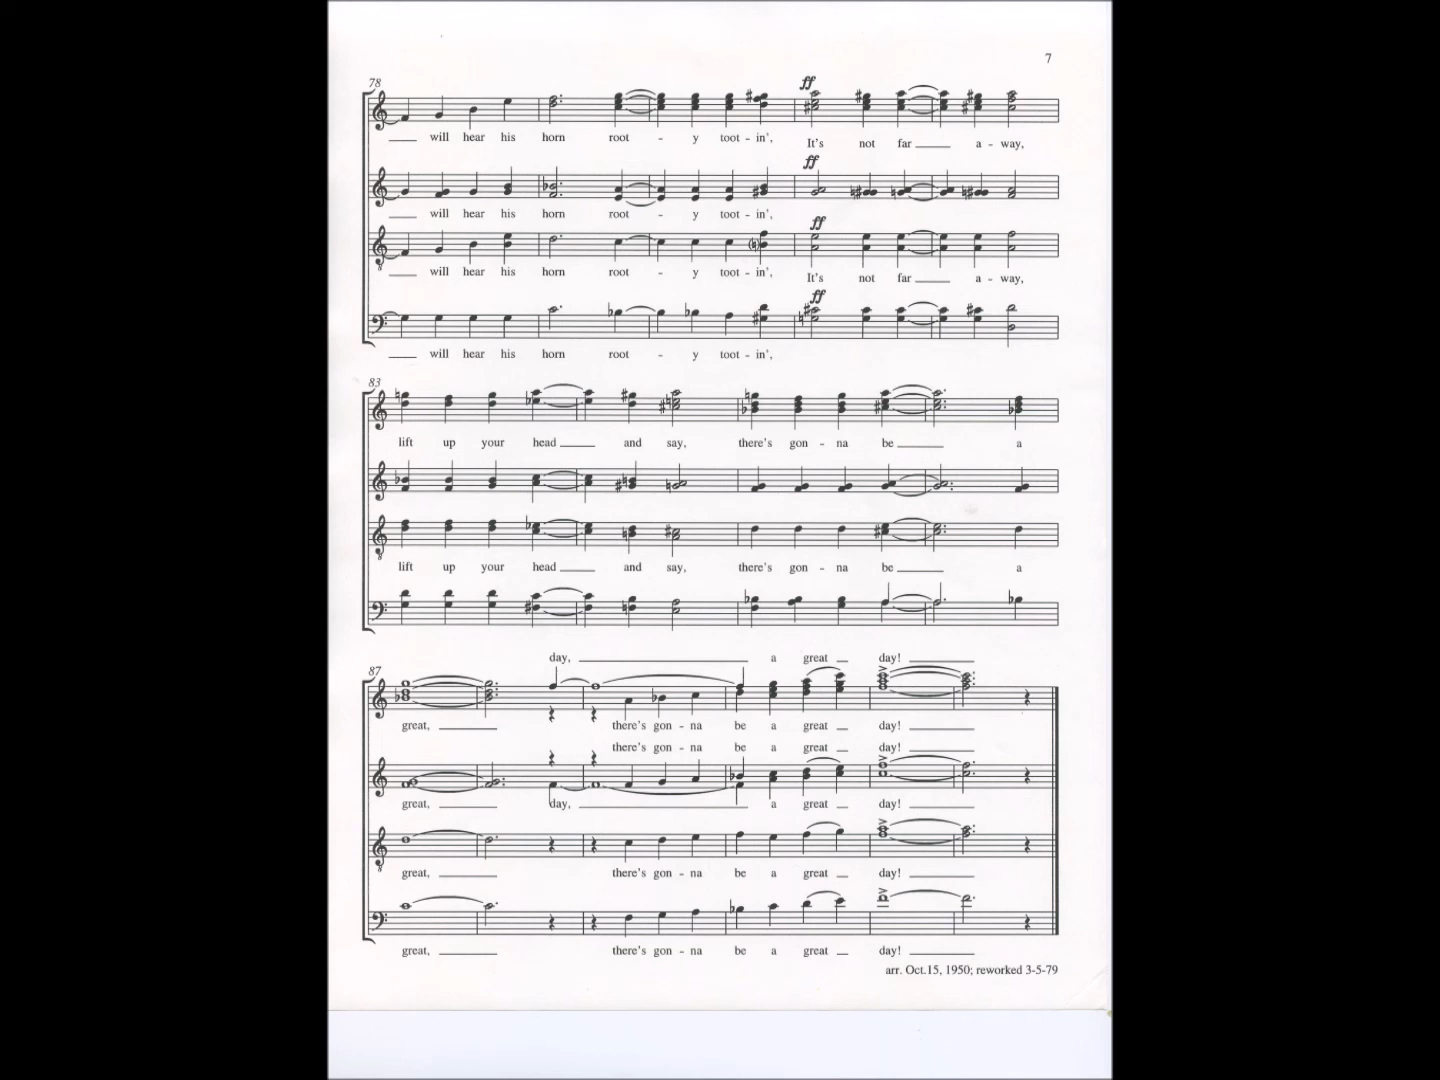 7
78
ff
will hear his horn root - y toot - in', It's not far a - way,
ff
will hear his horn root - y toot - in',
ff
will hear his horn root - y toot - in', It's not far a - way,
ff
will hear his horn root - y toot - in',
83
lift up your head and say, there's gon - na be a
lift up your head and say, there's gon - na be a
day, a great day!
87
great, there's gon - na be a great day!
there's gon - na be a great day!
great, day, a great day!
great, there's gon - na be a great day!
great, there's gon - na be a great day!
arr. Oct.15, 1950; reworked 3-5-79